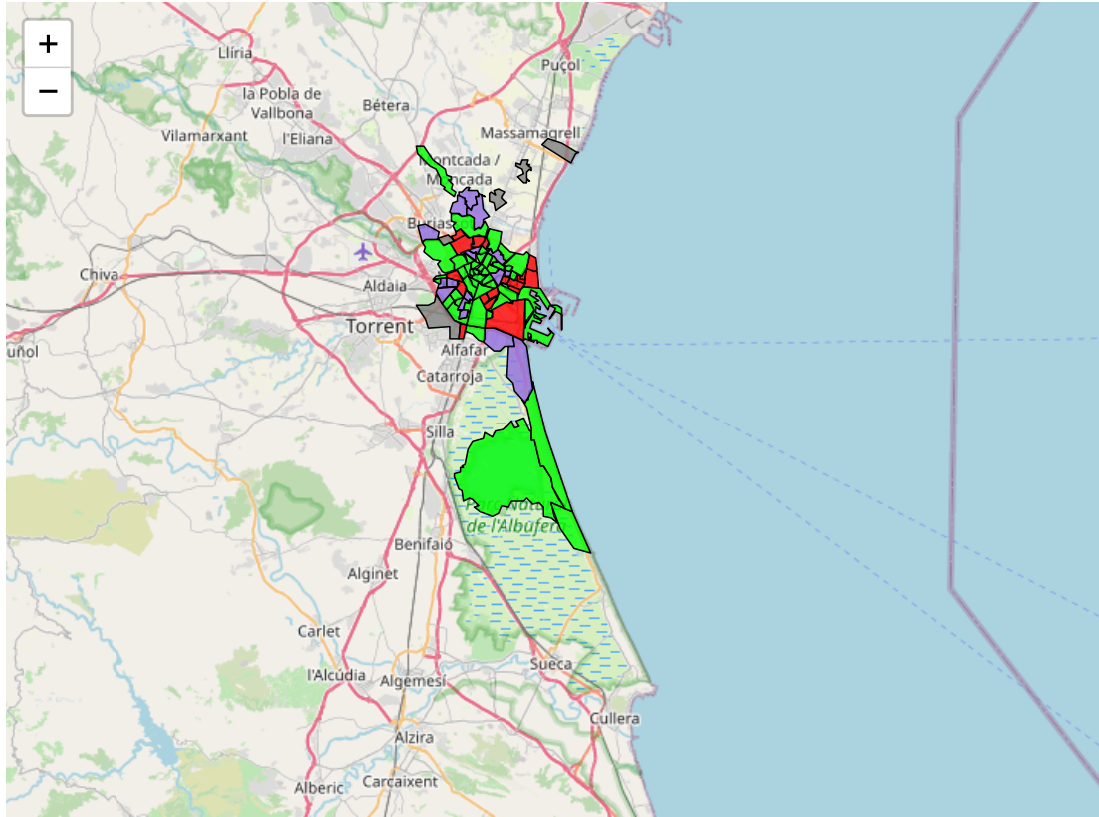 +
−
Llíria
Puçol
la Pobla de
Vallbona
Bétera
Vilamarxant
l'Eliana
Massamagrell
Montcada /
Moncada
Chiva
Aldaia
Torrent
Alfafar
Catarroja
Silla
de l'Albufera
Benifaió
Alginet
Carlet
l'Alcúdia
Algemesí
Sueca
Cullera
Alzira
Carcaixent
Alberic